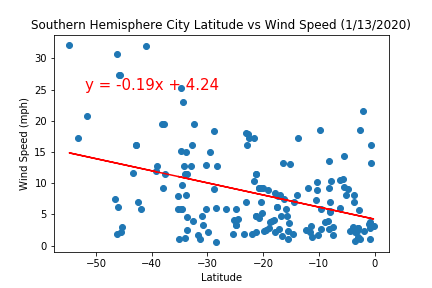 Southern Hemisphere City Latitude vs Wind Speed (1/13/2020)
30
y = -0.19x + 4.24
25
20
15
10
5
0
Wind Speed (mph)
−50 −40 −30 −20 −10 0
Latitude